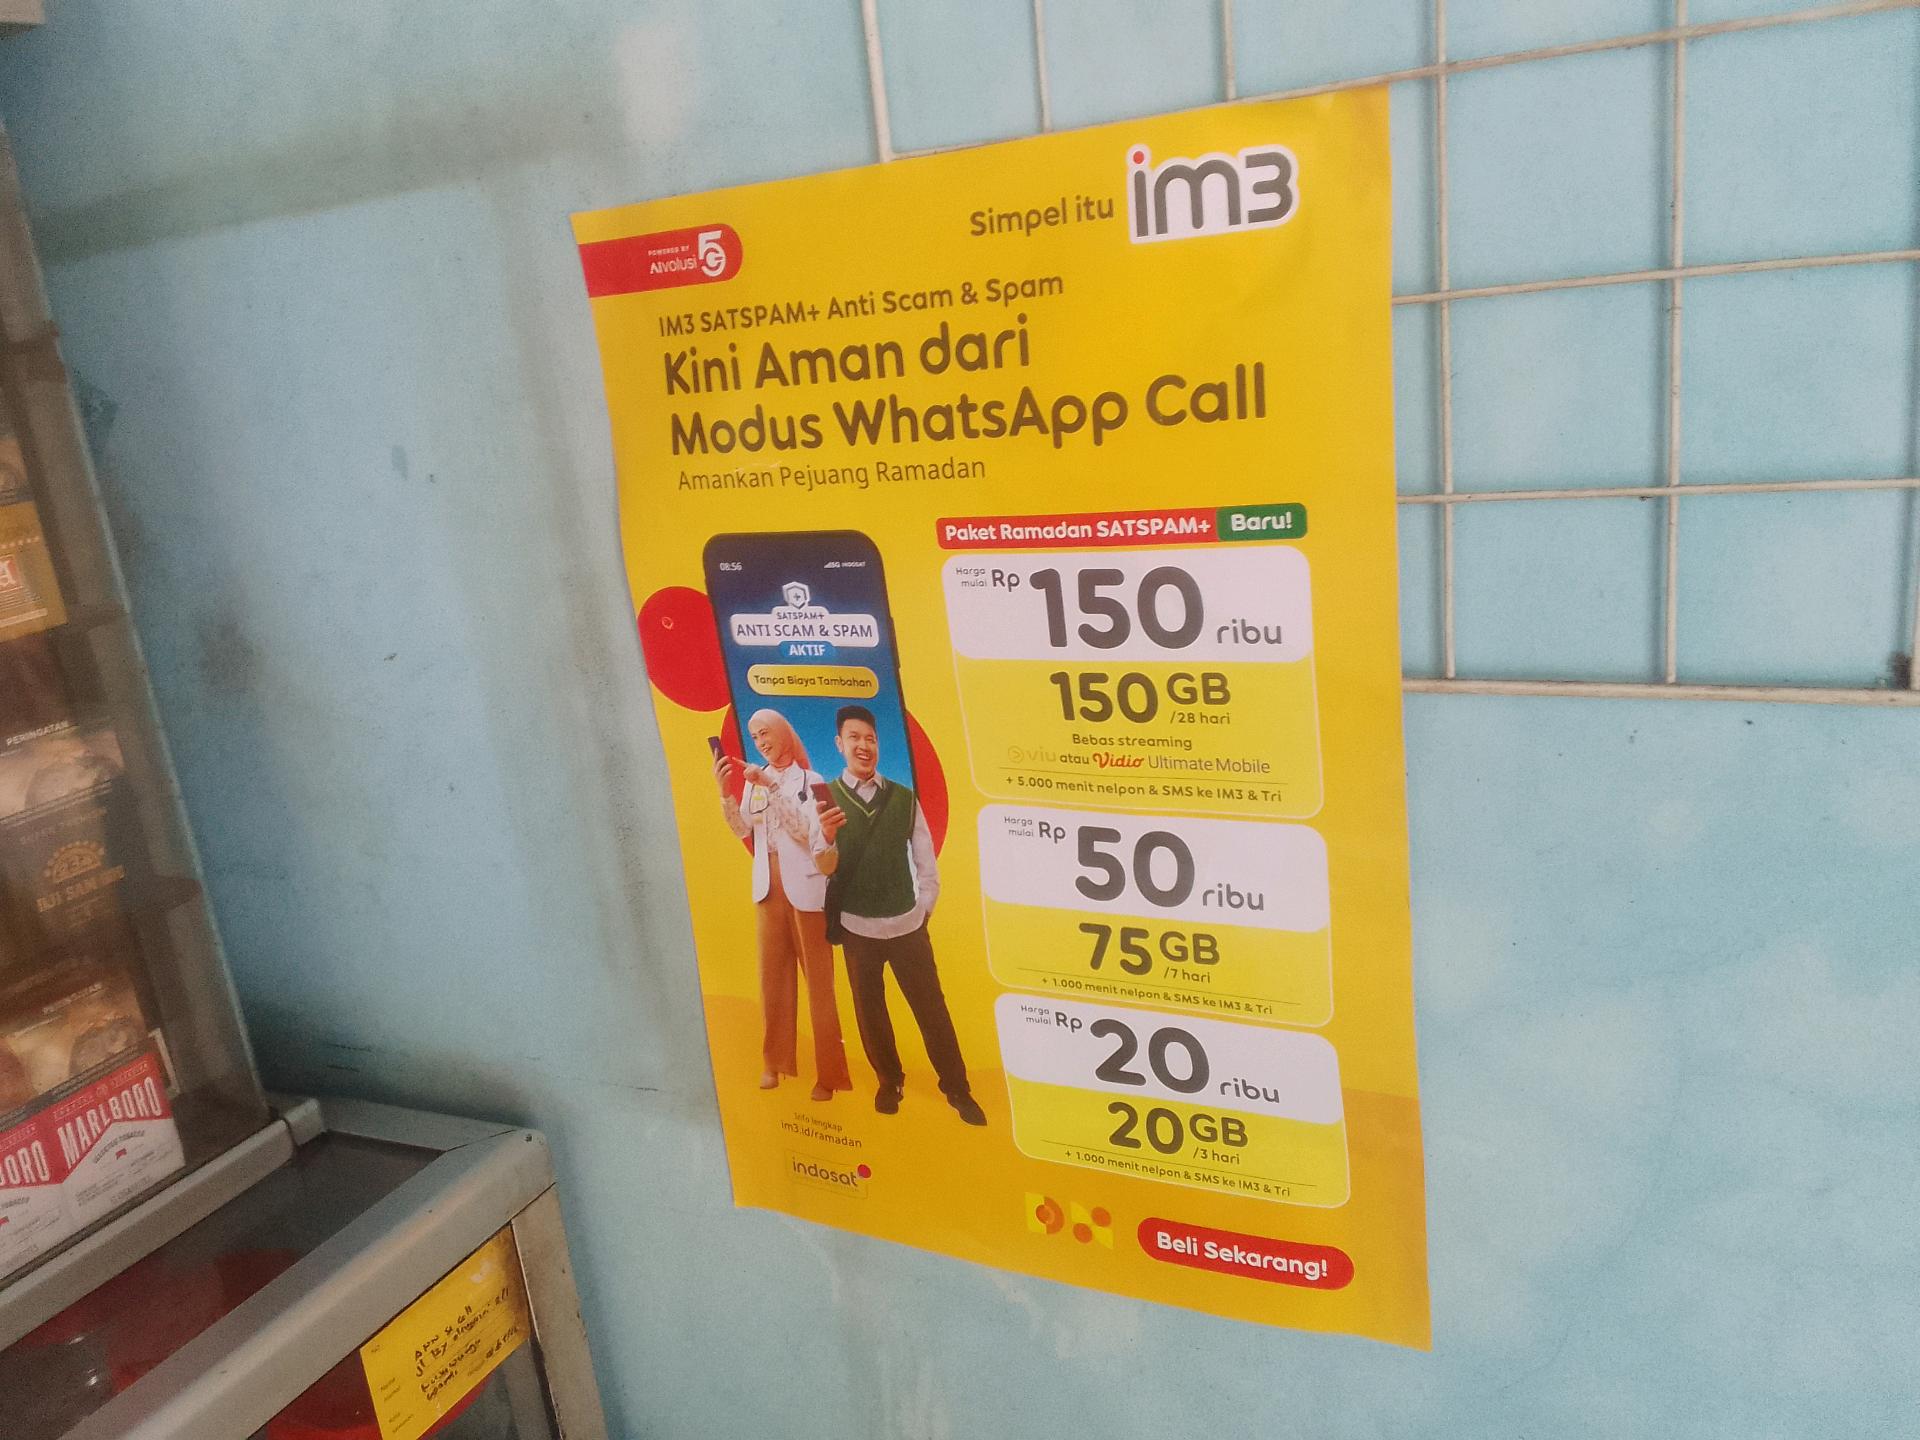 Simpel itu im3
POWERED BY
AIvolusi 5G
IM3 SATSPAM+ Anti Scam & Spam
Kini Aman dari
Modus WhatsApp Call
Amankan Pejuang Ramadan
Paket Ramadan SATSPAM+ Baru!
Harga mulai Rp 150 ribu
150 GB /28 hari
Bebas streaming
viu atau Vidio Ultimate Mobile
+ 5.000 menit nelpon & SMS ke IM3 & Tri
Harga mulai Rp 50 ribu
75 GB /7 hari
+ 1.000 menit nelpon & SMS ke IM3 & Tri
Harga mulai Rp 20 ribu
20 GB /3 hari
+ 1.000 menit nelpon & SMS ke IM3 & Tri
08:56 5G INDOSAT
SATSPAM+
ANTI SCAM & SPAM
AKTIF
Tanpa Biaya Tambahan
Info lengkap
im3.id/ramadan
indosat
Beli Sekarang!
PERINGATAN
MARLBORO